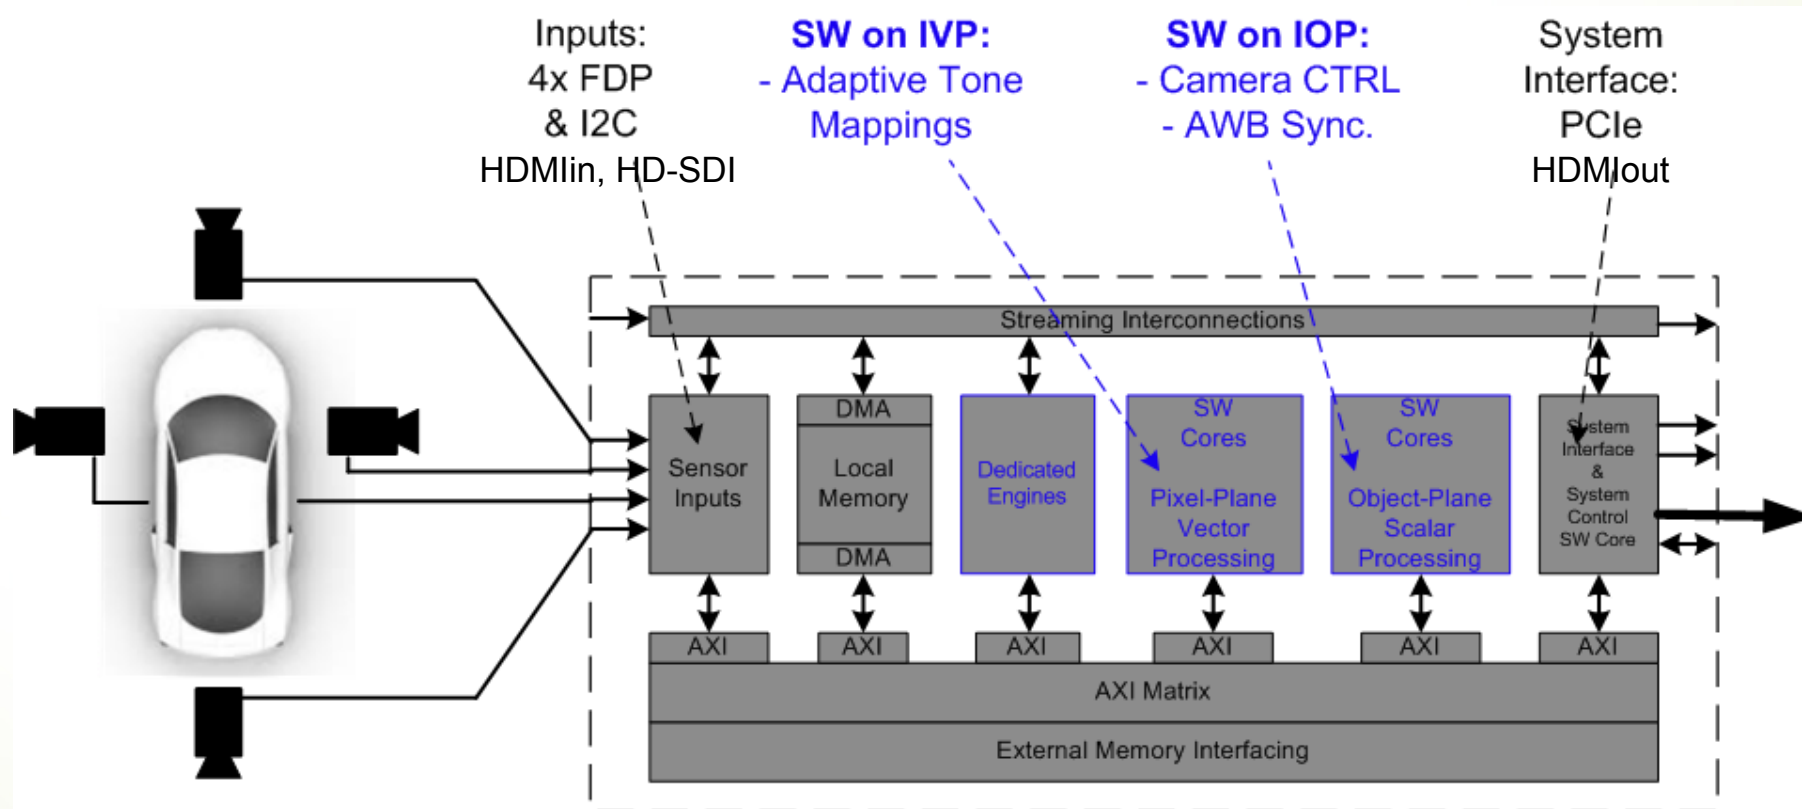 Inputs:
4x FDP
& I2C
HDMIin, HD-SDI
SW on IVP:
- Adaptive Tone
Mappings
SW on IOP:
- Camera CTRL
- AWB Sync.
System
Interface:
PCIe
HDMIout
Streaming Interconnections
Sensor
Inputs
DMA
Local
Memory
DMA
Dedicated
Engines
SW
Cores
Pixel-Plane
Vector
Processing
SW
Cores
Object-Plane
Scalar
Processing
System
Interface
&
System
Control
SW Core
AXI
AXI
AXI
AXI
AXI
AXI
AXI Matrix
External Memory Interfacing